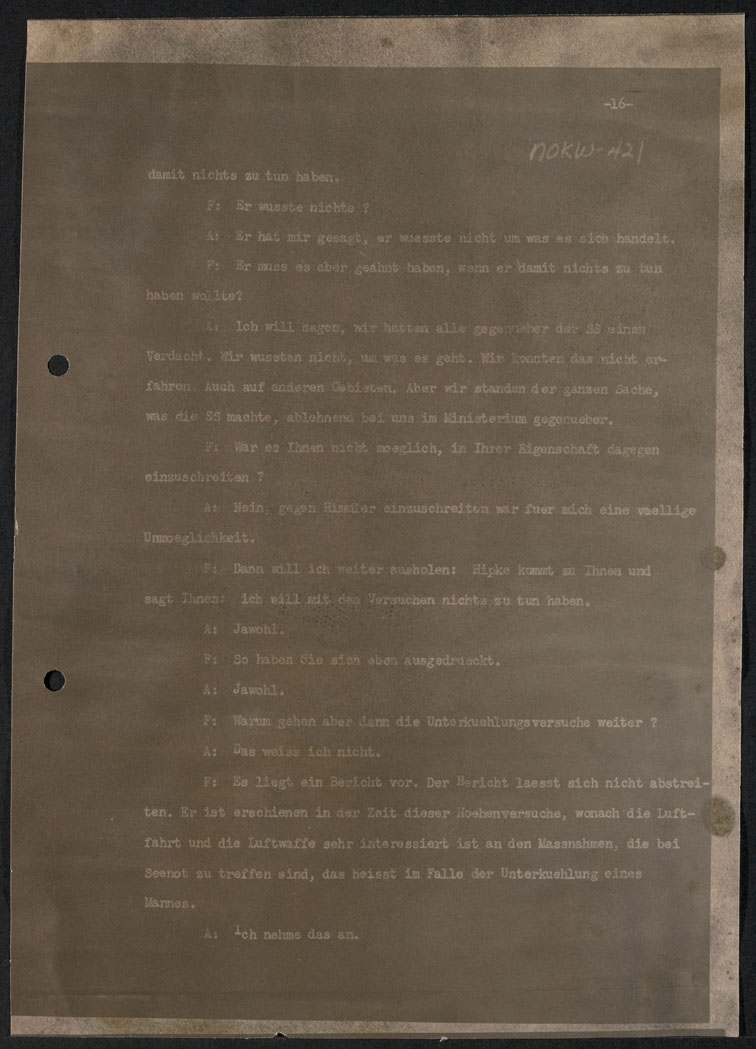 -16-
NOKW-421
damit nichts zu tun haben.
F: Er wusste nichts ?
A: Er hat mir gesagt, er wuesste nicht um was es sich handelt.
F: Er muss es aber geahnt haben, wenn er damit nichts zu tun
haben wollte?
A: Ich will sagen, wir hatten alle gegenueber der SS einen
Verdacht. Wir wussten nicht, um was es geht. Wir konnten das nicht er-
fahren. Auch auf anderen Gebieten. Aber wir standen der ganzen Sache,
was die SS machte, ablehnend bei uns im Ministerium gegenueber.
F: War es Ihnen nicht moeglich, in Ihrer Eigenschaft dagegen
einzuschreiten ?
A: Nein, gegen Himmler einzuschreiten war fuer mich eine voellige
Unmoeglichkeit.
F: Dann will ich weiter ausholen: Hipke kommt zu Ihnen und
sagt Ihnen: ich will mit den Versuchen nichts zu tun haben.
A: Jawohl.
F: So haben Sie sich eben ausgedrueckt.
A: Jawohl.
F: Warum gehen aber dann die Unterkuehlungsversuche weiter ?
A: Das weiss ich nicht.
F: Es liegt ein Bericht vor. Der Bericht laesst sich nicht abstrei-
ten. Er ist erschienen in der Zeit dieser Hoehenversuche, wonach die Luft-
fahrt und die Luftwaffe sehr interessiert ist an den Massnahmen, die bei
Seenot zu treffen sind, das heisst im Falle der Unterkuehlung eines
Mannes.
A: Ich nehme das an.